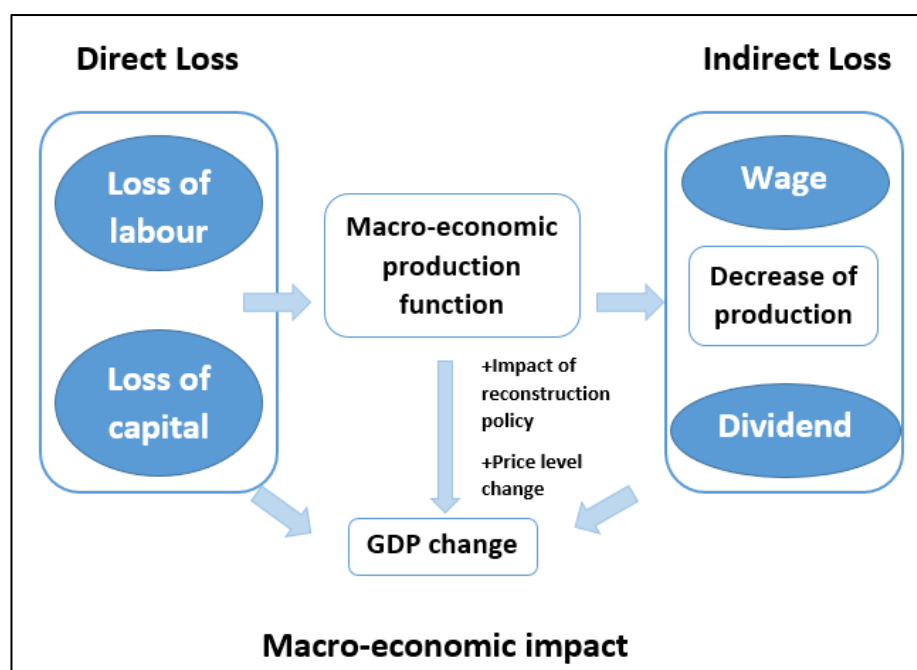 Direct Loss
Indirect Loss
Loss of
labour
Loss of
capital
Macro-economic
production
function
Wage
Decrease of
production
Dividend
+Impact of
reconstruction
policy
+Price level
change
GDP change
Macro-economic impact